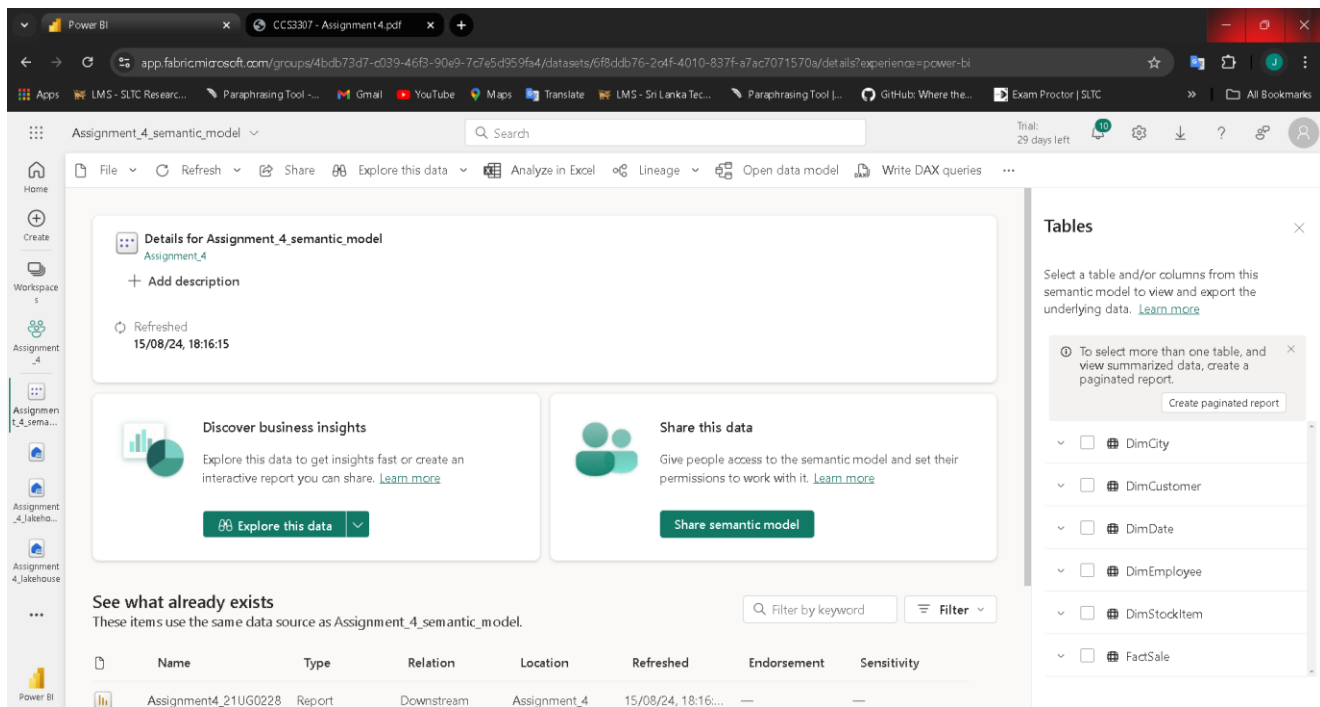 Power BI
CCS3307 - Assignment 4.pdf
app.fabric.microsoft.com/groups/4bdb73d7-c039-46f3-90e9-7c7e5d959fa4/datasets/6f8ddb76-2c4f-4010-837f-a7ac7071570a/details?experience=power-bi
Apps LMS - SLTC Researc... Paraphrasing Tool -... Gmail YouTube Maps Translate LMS - Sri Lanka Tec... Paraphrasing Tool |... GitHub: Where the... Exam Proctor | SLTC » All Bookmarks
Assignment_4_semantic_model
Search
Trial:
29 days left
10
File Refresh Share Explore this data Analyze in Excel Lineage Open data model Write DAX queries ...
Home
Create
Workspace
s
Assignment
_4
Assignmen
t_4_sema...
Assignment
_4_lakeho...
Assignment
4_lakehouse
...
Power BI
Details for Assignment_4_semantic_model
Assignment_4
Add description
Refreshed
15/08/24, 18:16:15
Discover business insights
Explore this data to get insights fast or create an
interactive report you can share. Learn more
Explore this data
Share this data
Give people access to the semantic model and set their
permissions to work with it. Learn more
Share semantic model
See what already exists
These items use the same data source as Assignment_4_semantic_model.
Filter by keyword
Filter
Name Type Relation Location Refreshed Endorsement Sensitivity
Assignment4_21UG0228 Report Downstream Assignment_4 15/08/24, 18:16:... — —
Tables
Select a table and/or columns from this
semantic model to view and export the
underlying data. Learn more
To select more than one table, and
view summarized data, create a
paginated report.
Create paginated report
DimCity
DimCustomer
DimDate
DimEmployee
DimStockItem
FactSale